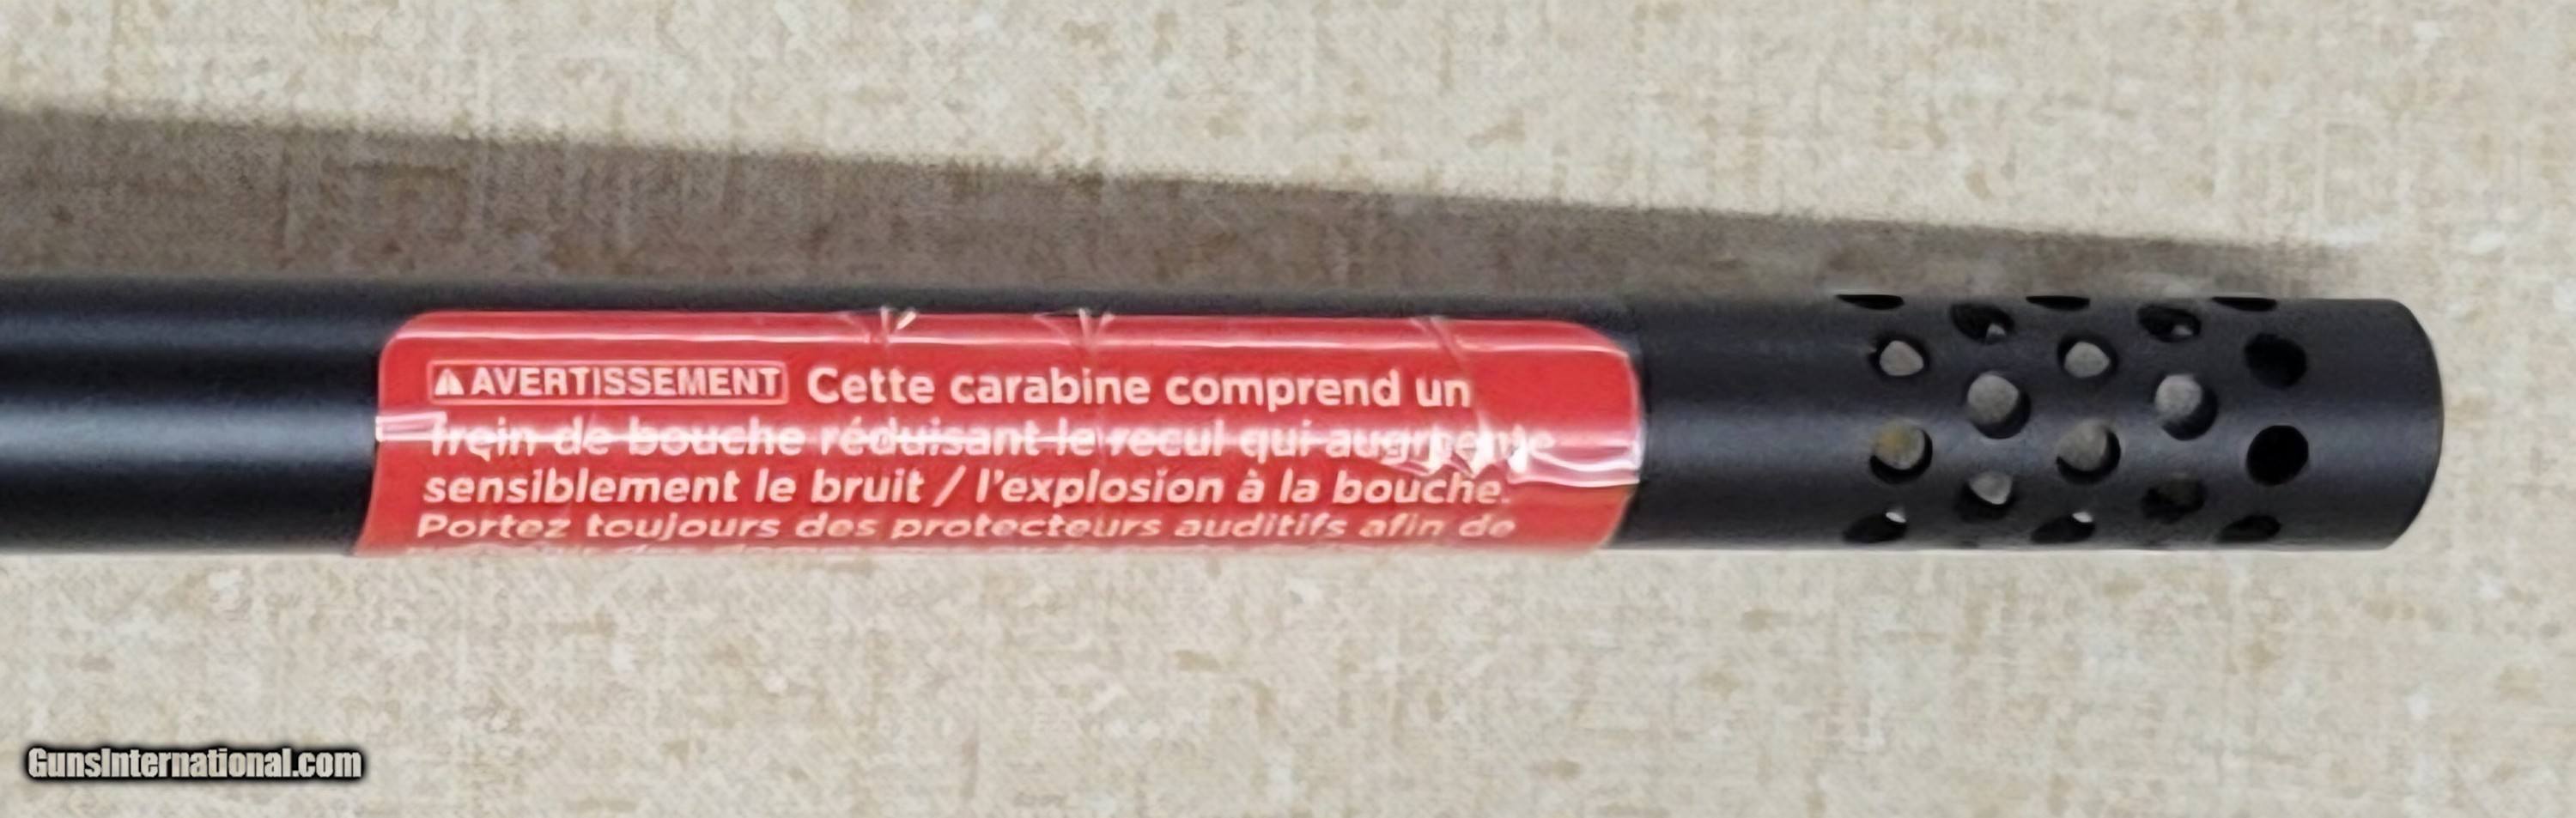 AVERTISSEMENT Cette carabine comprend un
frein de bouche réduisant le recul qui augmente
sensiblement le bruit / l'explosion à la bouche.
Portez toujours des protecteurs auditifs afin de
GunsInternational.com